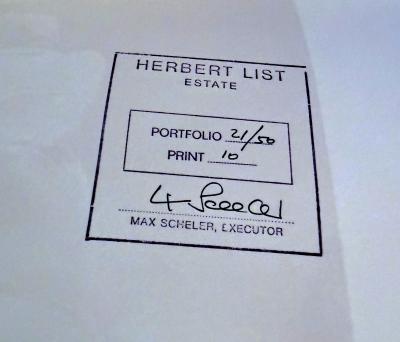 HERBERT LIST
ESTATE
PORTFOLIO 21/50
PRINT 10
MAX SCHELER, EXECUTOR